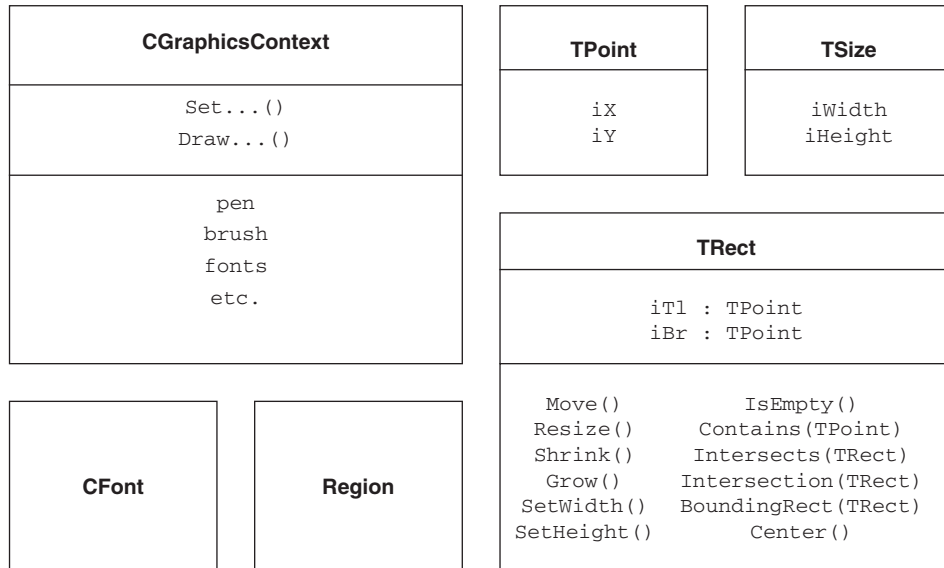 CGraphicsContext
Set...()
Draw...()
pen
brush
fonts
etc.
TPoint
iX
iY
TSize
iWidth
iHeight
TRect
iTl : TPoint
iBr : TPoint
Move() IsEmpty()
Resize() Contains(TPoint)
Shrink() Intersects(TRect)
Grow() Intersection(TRect)
SetWidth() BoundingRect(TRect)
SetHeight() Center()
CFont
Region